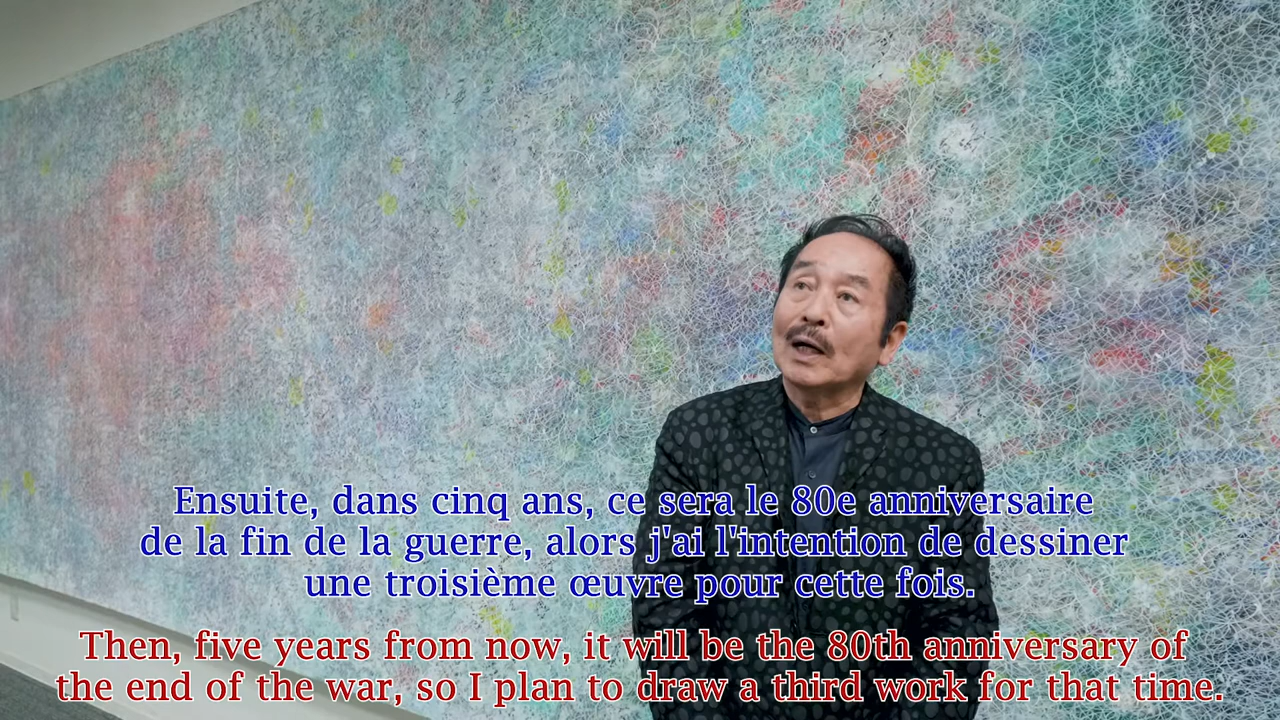 Ensuite, dans cinq ans, ce sera le 80e anniversaire
de la fin de la guerre, alors j'ai l'intention de dessiner
une troisième œuvre pour cette fois.
Then, five years from now, it will be the 80th anniversary of
the end of the war, so I plan to draw a third work for that time.